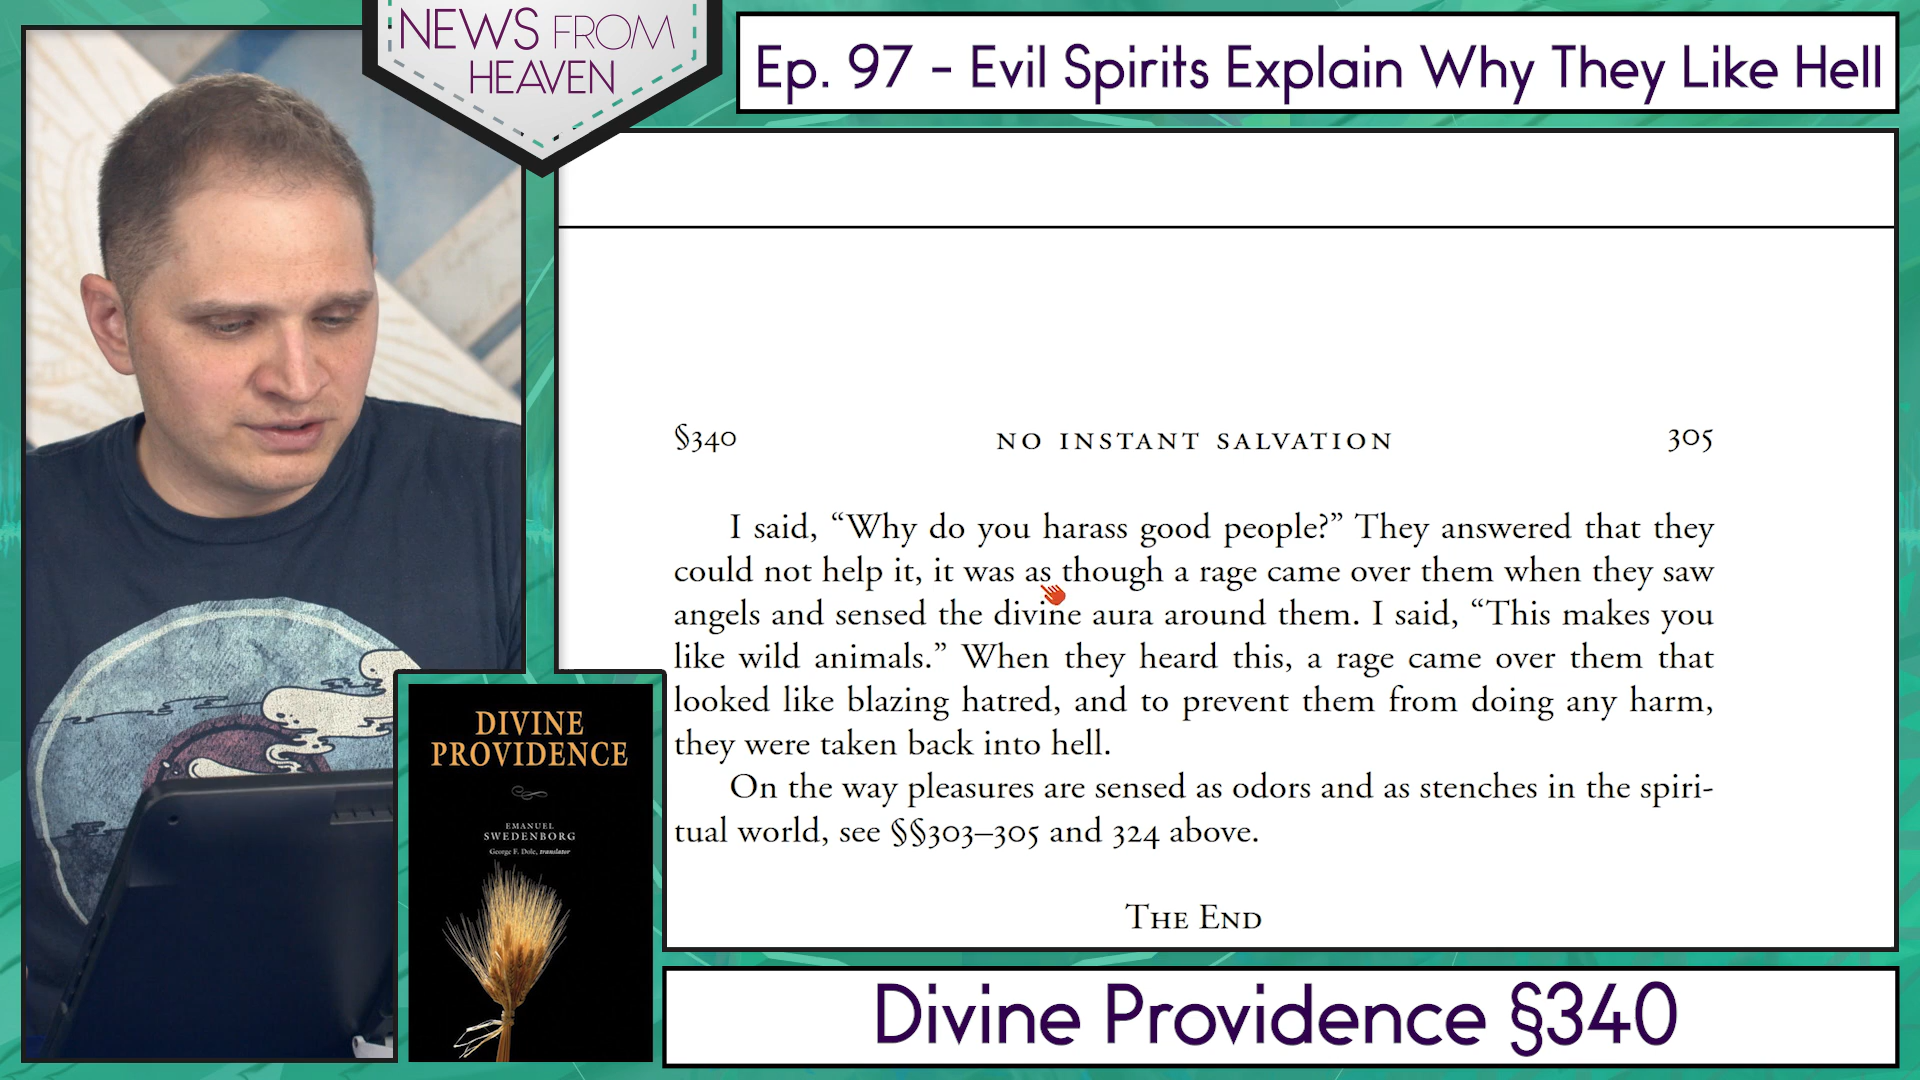 NEWS FROM
HEAVEN
Ep. 97 - Evil Spirits Explain Why They Like Hell
§340 NO INSTANT SALVATION 305
I said, “Why do you harass good people?” They answered that they
could not help it, it was as though a rage came over them when they saw
angels and sensed the divine aura around them. I said, “This makes you
like wild animals.” When they heard this, a rage came over them that
looked like blazing hatred, and to prevent them from doing any harm,
they were taken back into hell.
On the way pleasures are sensed as odors and as stenches in the spiri-
tual world, see §§303–305 and 324 above.
The End
DIVINE
PROVIDENCE
EMANUEL
SWEDENBORG
George F. Dole, translator
Divine Providence §340